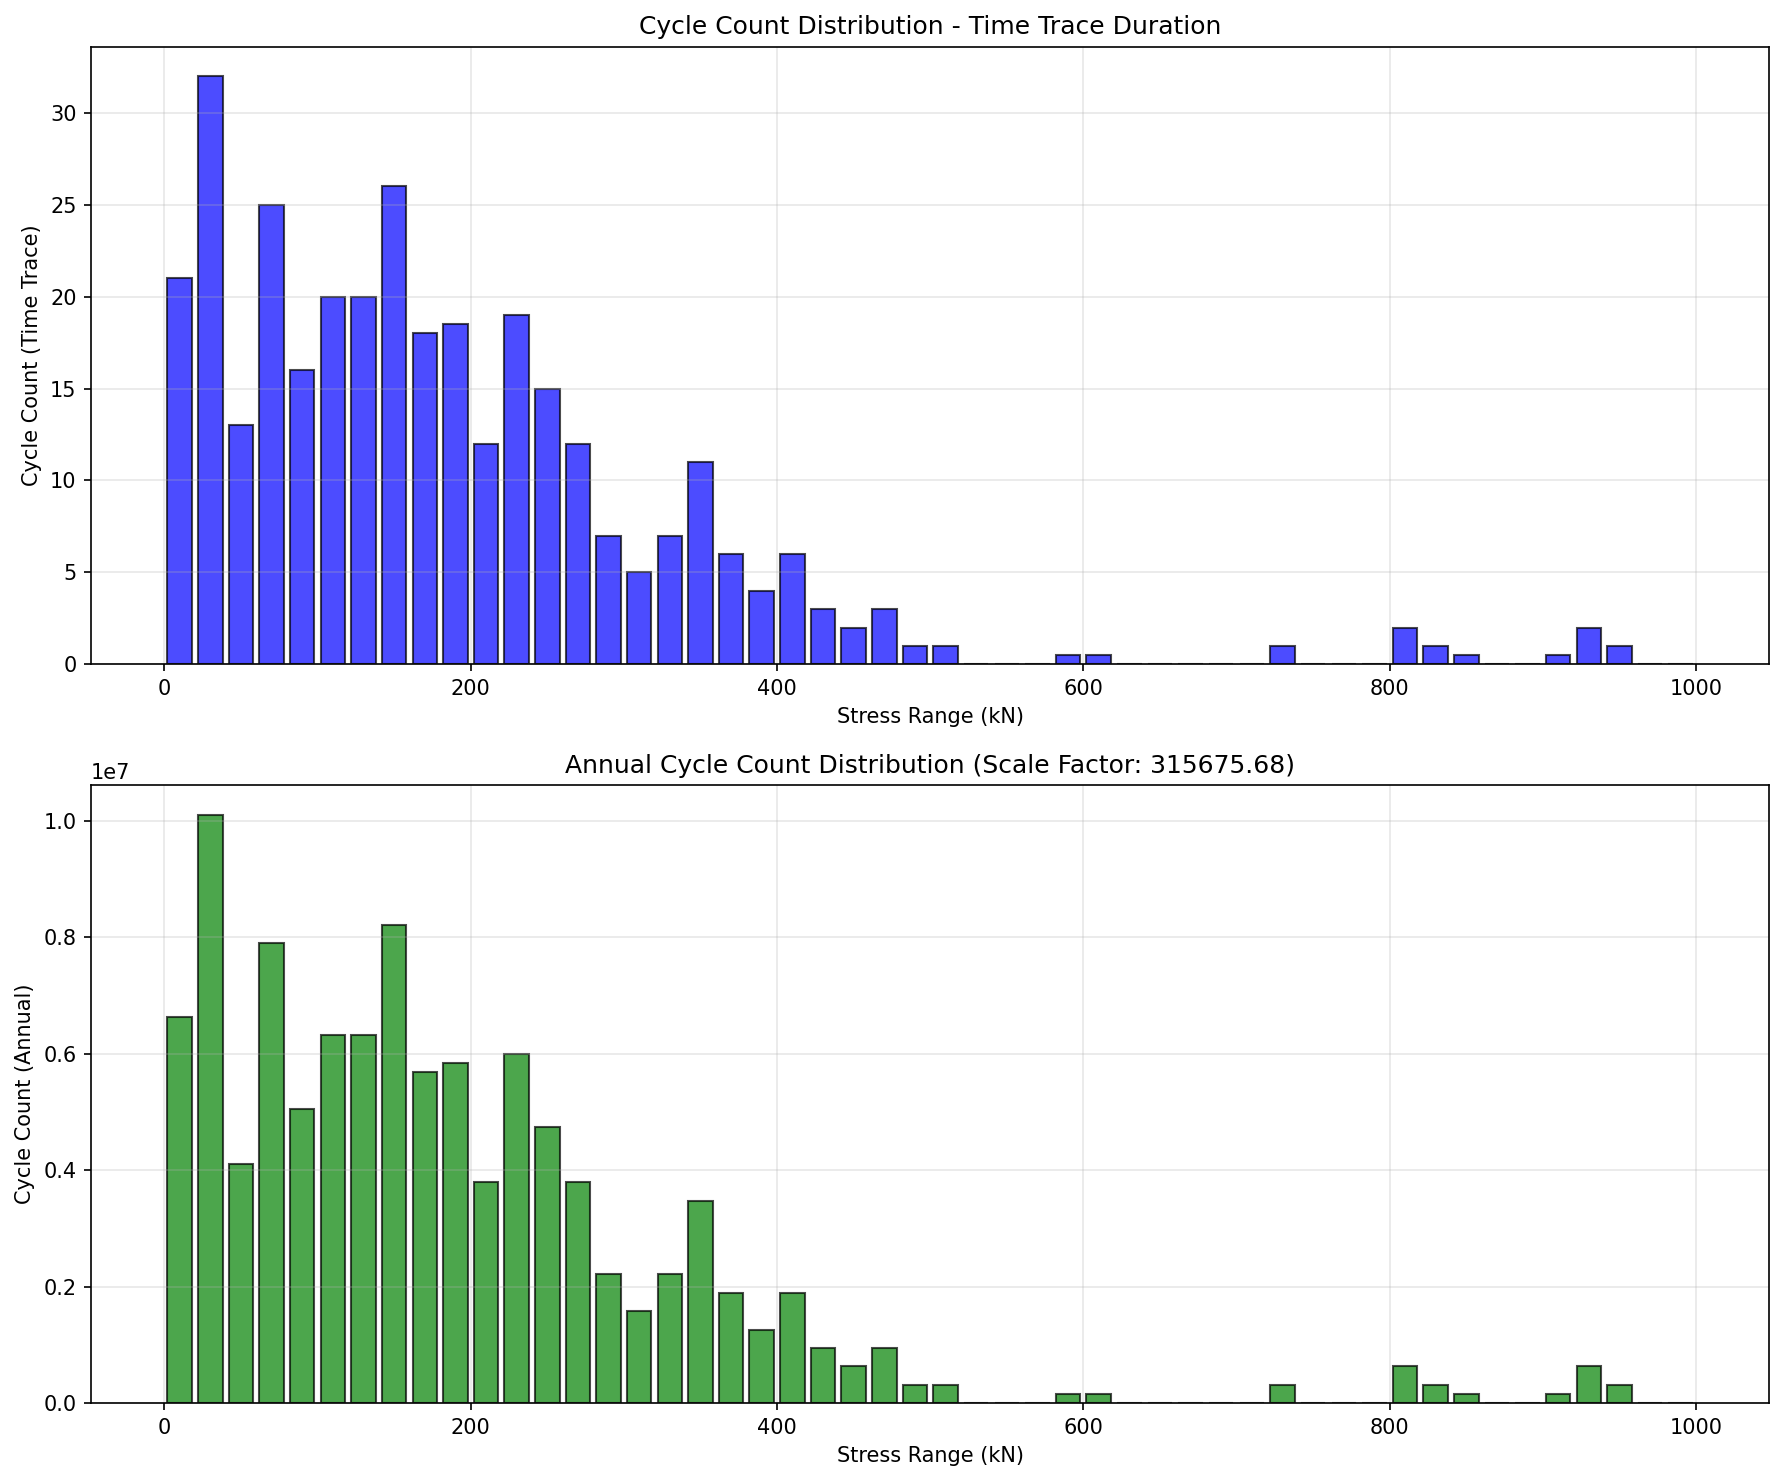 Cycle Count Distribution - Time Trace Duration
30
25
20
15
10
5
0
Cycle Count (Time Trace)
0 200 400 600 800 1000
Stress Range (kN)
Annual Cycle Count Distribution (Scale Factor: 315675.68)
1e7
1.0
0.8
0.6
0.4
0.2
0.0
Cycle Count (Annual)
0 200 400 600 800 1000
Stress Range (kN)